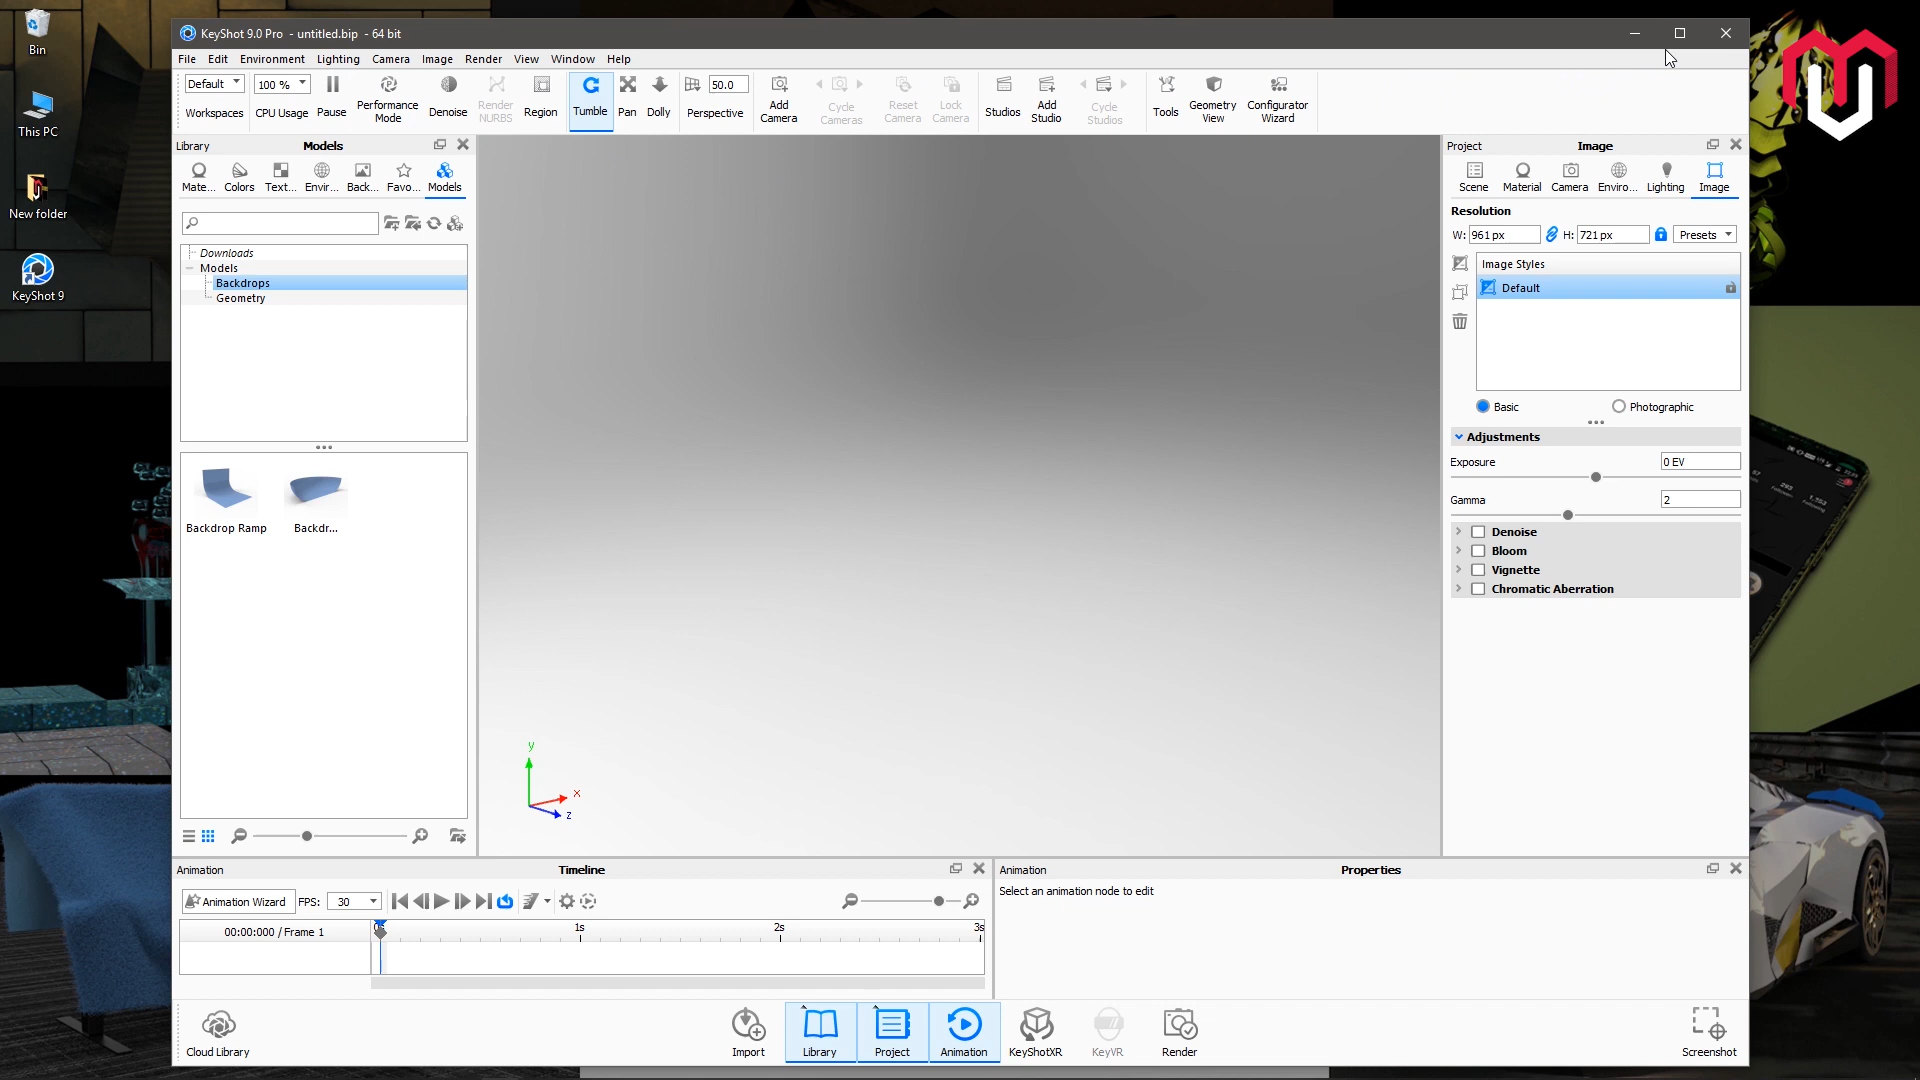 Bin
This PC
New folder
KeyShot 9
KeyShot 9.0 Pro - untitled.bip - 64 bit
File Edit Environment Lighting Camera Image Render View Window Help
Default
100 %
50.0
Workspaces
CPU Usage
Pause
Performance
Mode
Denoise
Render
NURBS
Region
Tumble
Pan
Dolly
Perspective
Add
Camera
Cycle
Cameras
Reset
Camera
Lock
Camera
Studios
Add
Studio
Cycle
Studios
Tools
Geometry
View
Configurator
Wizard
Library
Models
Mate...
Colors
Text...
Envir...
Back...
Favo...
Models
Downloads
Models
Backdrops
Geometry
Backdrop Ramp
Backdr...
y
x
z
Project
Image
Scene
Material
Camera
Enviro...
Lighting
Image
Resolution
W: 961 px
H: 721 px
Presets
Image Styles
Default
Basic
Photographic
Adjustments
Exposure
0 EV
Gamma
2
Denoise
Bloom
Vignette
Chromatic Aberration
Animation
Timeline
Animation Wizard
FPS: 30
00:00:000 / Frame 1
1s
2s
3s
Animation
Properties
Select an animation node to edit
Cloud Library
Import
Library
Project
Animation
KeyShotXR
KeyVR
Render
Screenshot